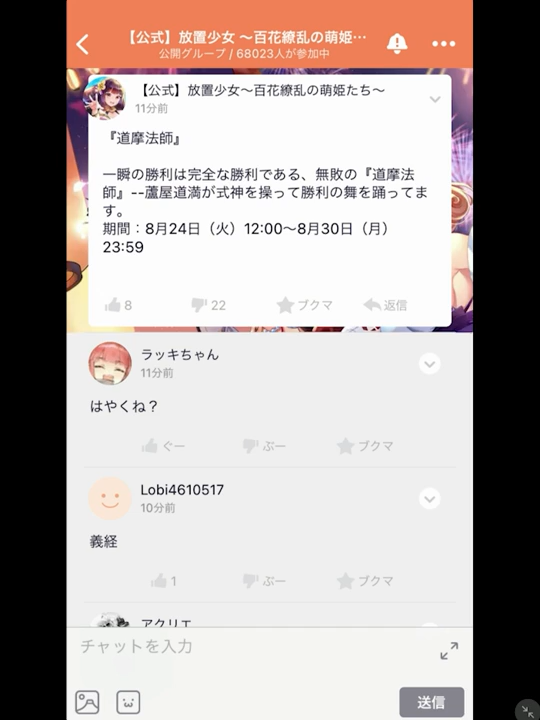 【公式】放置少女 〜百花繚乱の萌姫…
公開グループ / 68023人が参加中
【公式】放置少女〜百花繚乱の萌姫たち〜
11分前
『道摩法師』
一瞬の勝利は完全な勝利である、無敗の『道摩法
師』--蘆屋道満が式神を操って勝利の舞を踊ってま
す。
期間：8月24日（火）12:00〜8月30日（月）
23:59
8 22 ブクマ 返信
ラッキちゃん
11分前
はやくね？
ぐー ぶー ブクマ
Lobi4610517
10分前
義経
1 ぶー ブクマ
アクリエ
チャットを入力
送信